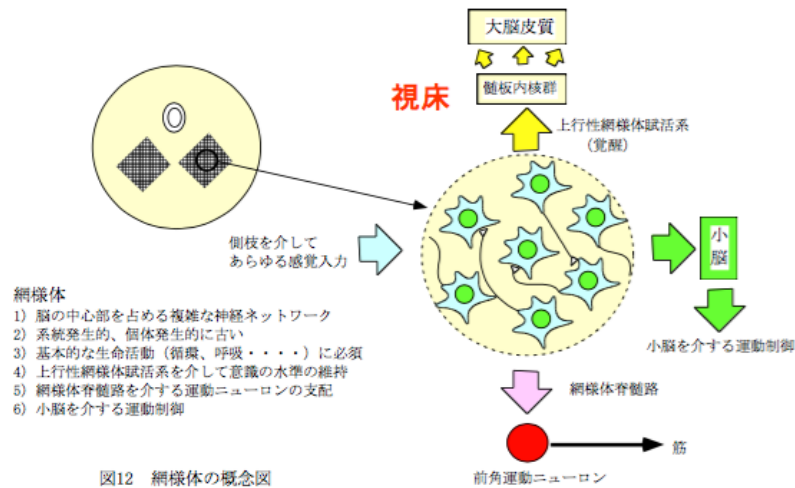 大脳皮質
髄板内核群
視床
上行性網様体賦活系
(覚醒)
側枝を介して
あらゆる感覚入力
小
脳
小脳を介する運動制御
網様体
1) 脳の中心部を占める複雑な神経ネットワーク
2) 系統発生的、個体発生的に古い
3) 基本的な生命活動（循環、呼吸・・・・）に必須
4) 上行性網様体賦活系を介して意識の水準の維持
5) 網様体脊髄路を介する運動ニューロンの支配
6) 小脳を介する運動制御
網様体脊髄路
筋
前角運動ニューロン
図12　網様体の概念図